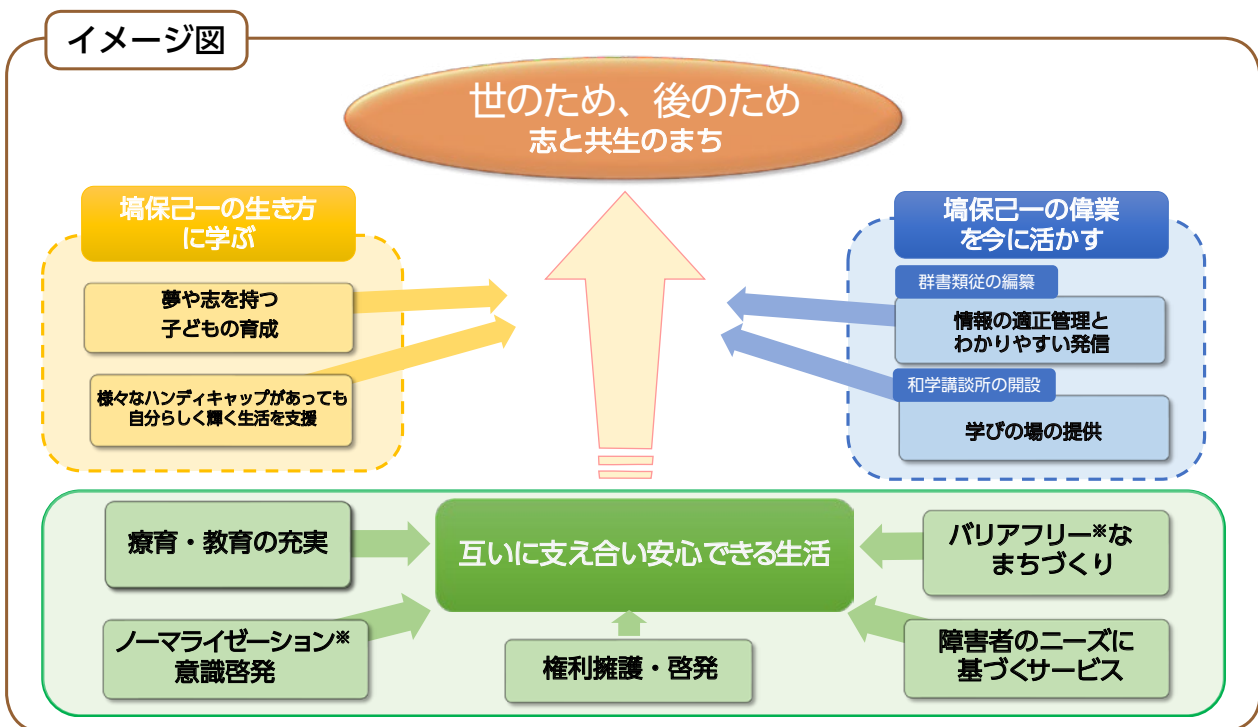 イメージ図
世のため、後のため
志と共生のまち
塙保己一の生き方
に学ぶ
夢や志を持つ
子どもの育成
様々なハンディキャップがあっても
自分らしく輝く生活を支援
塙保己一の偉業
を今に活かす
群書類従の編纂
情報の適正管理と
わかりやすい発信
和学講談所の開設
学びの場の提供
療育・教育の充実
互いに支え合い安心できる生活
バリアフリー※な
まちづくり
ノーマライゼーション※
意識啓発
権利擁護・啓発
障害者のニーズに
基づくサービス